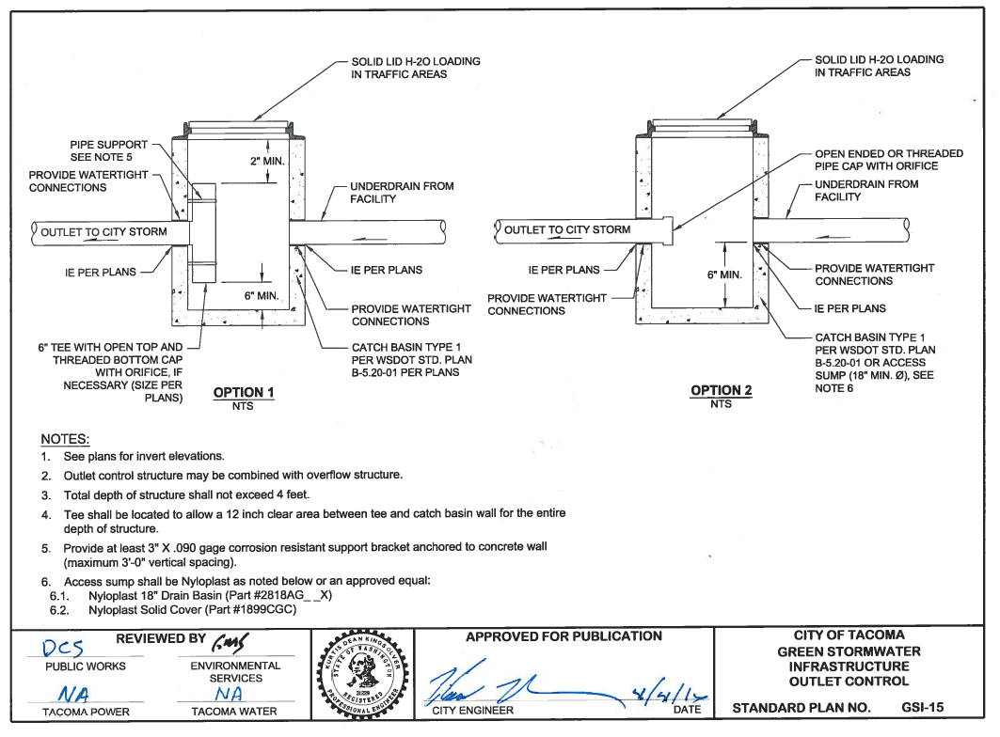 SOLID LID H-20 LOADING
IN TRAFFIC AREAS
PIPE SUPPORT
SEE NOTE 5
PROVIDE WATERTIGHT
CONNECTIONS
2" MIN.
UNDERDRAIN FROM
FACILITY
OUTLET TO CITY STORM
IE PER PLANS
IE PER PLANS
6" MIN.
PROVIDE WATERTIGHT
CONNECTIONS
6" TEE WITH OPEN TOP AND
THREADED BOTTOM CAP
WITH ORIFICE, IF
NECESSARY (SIZE PER
PLANS)
CATCH BASIN TYPE 1
PER WSDOT STD. PLAN
B-5.20-01 PER PLANS
OPTION 1
NTS
SOLID LID H-20 LOADING
IN TRAFFIC AREAS
OPEN ENDED OR THREADED
PIPE CAP WITH ORIFICE
UNDERDRAIN FROM
FACILITY
OUTLET TO CITY STORM
IE PER PLANS
6" MIN.
PROVIDE WATERTIGHT
CONNECTIONS
PROVIDE WATERTIGHT
CONNECTIONS
IE PER PLANS
CATCH BASIN TYPE 1
PER WSDOT STD. PLAN
B-5.20-01 OR ACCESS
SUMP (18" MIN. Ø), SEE
NOTE 6
OPTION 2
NTS
NOTES:
1. See plans for invert elevations.
2. Outlet control structure may be combined with overflow structure.
3. Total depth of structure shall not exceed 4 feet.
4. Tee shall be located to allow a 12 inch clear area between tee and catch basin wall for the entire
depth of structure.
5. Provide at least 3" X .090 gage corrosion resistant support bracket anchored to concrete wall
(maximum 3'-0" vertical spacing).
6. Access sump shall be Nyloplast as noted below or an approved equal:
6.1. Nyloplast 18" Drain Basin (Part #2818AG_ _X)
6.2. Nyloplast Solid Cover (Part #1899CGC)
REVIEWED BY
DCS
PUBLIC WORKS
ENVIRONMENTAL
SERVICES
NA
TACOMA POWER
NA
TACOMA WATER
KURTIS DEAN KINGSOLVER
STATE OF WASHINGTON
REGISTERED
PROFESSIONAL ENGINEER
APPROVED FOR PUBLICATION
CITY ENGINEER
DATE
CITY OF TACOMA
GREEN STORMWATER
INFRASTRUCTURE
OUTLET CONTROL
STANDARD PLAN NO. GSI-15